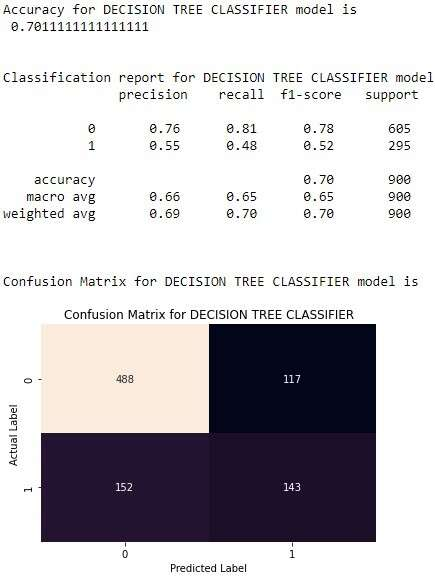 Accuracy for DECISION TREE CLASSIFIER model is
0.7011111111111111
Classification report for DECISION TREE CLASSIFIER model
precision recall f1-score support
0 0.76 0.81 0.78 605
1 0.55 0.48 0.52 295
accuracy 0.70 900
macro avg 0.66 0.65 0.65 900
weighted avg 0.69 0.70 0.70 900
Confusion Matrix for DECISION TREE CLASSIFIER model is
Confusion Matrix for DECISION TREE CLASSIFIER
Actual Label
0
488 117
1
152 143
0 1
Predicted Label